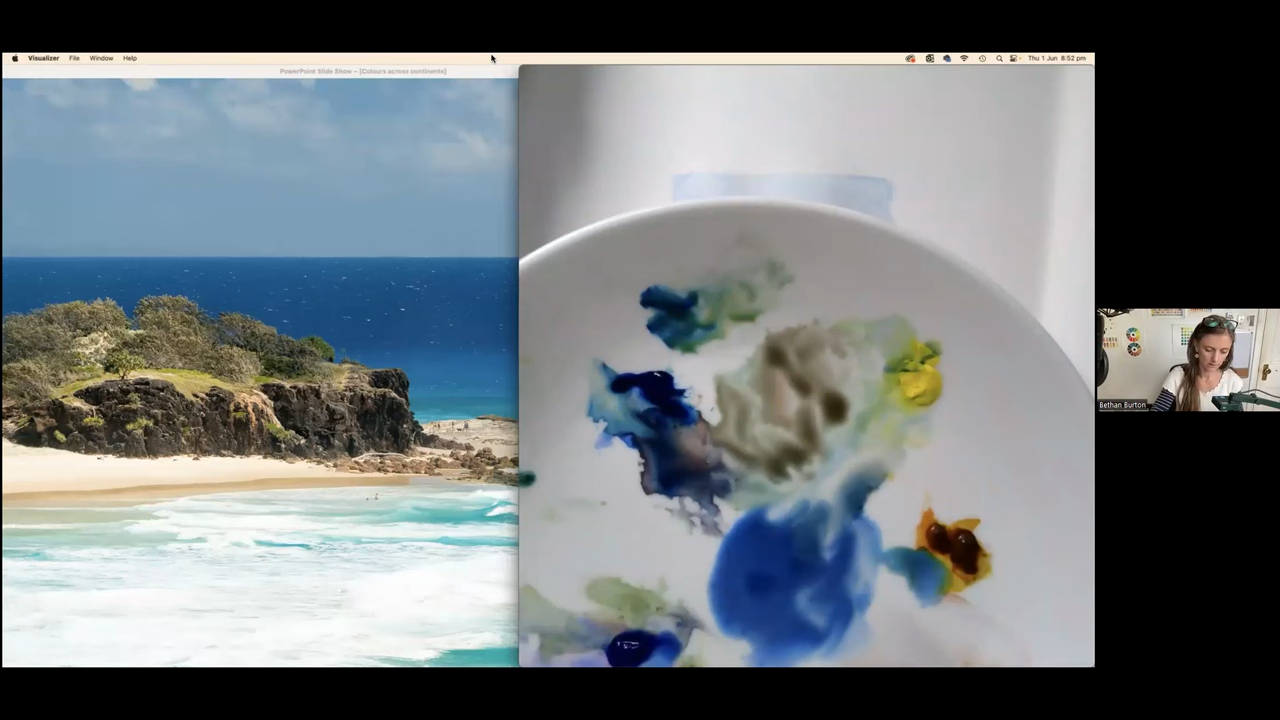 Visualizer File Window Help Thu 1 Jun 8:52 pm
PowerPoint Slide Show - [Colours across continents]
Bethan Burton